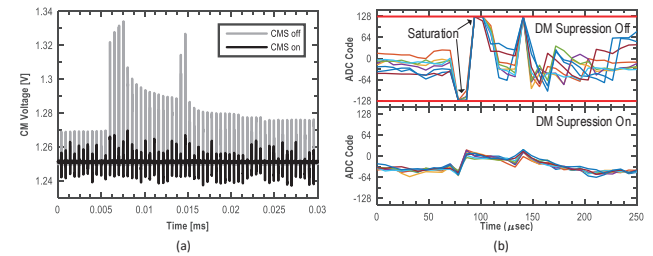 1.34
1.32
1.3
1.28
1.26
1.24
CM Voltage [V]
CMS off
CMS on
0
0.005
0.01
0.015
0.02
0.025
0.03
Time [ms]
(a)
128
64
0
-64
-128
ADC Code
Saturation
DM Supression Off
128
64
0
-64
-128
ADC Code
DM Supression On
0
50
100
150
200
250
Time (μsec)
(b)